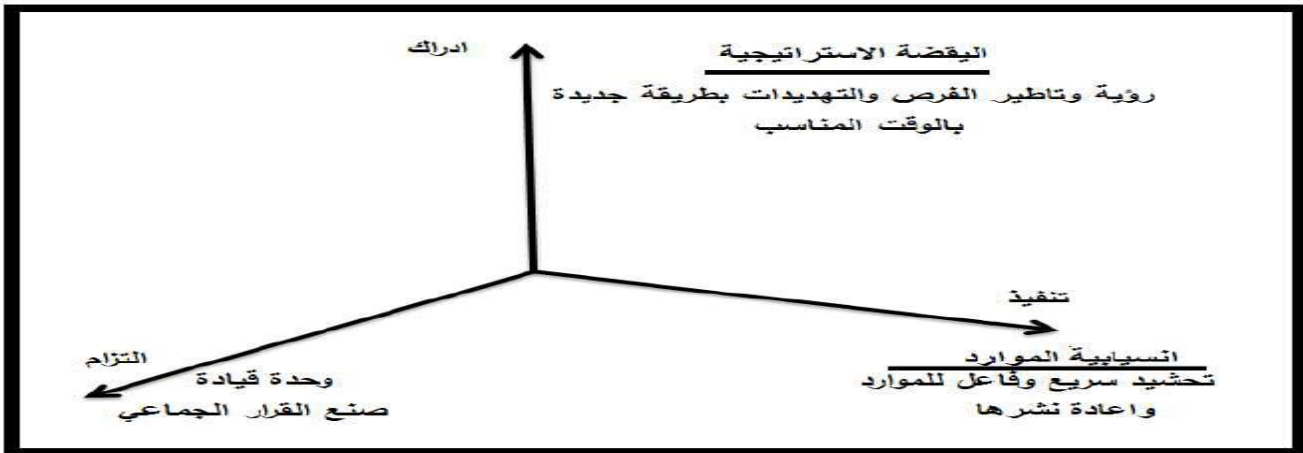 ادراك
اليقضة الاستراتيجية
رؤية وتاطير الفرص والتهديدات بطريقة جديدة
بالوقت المناسب
تنفيذ
انسيابية الموارد
تحشيد سريع وفاعل للموارد
واعادة نشرها
التزام
وحدة قيادة
صنع القرار الجماعي